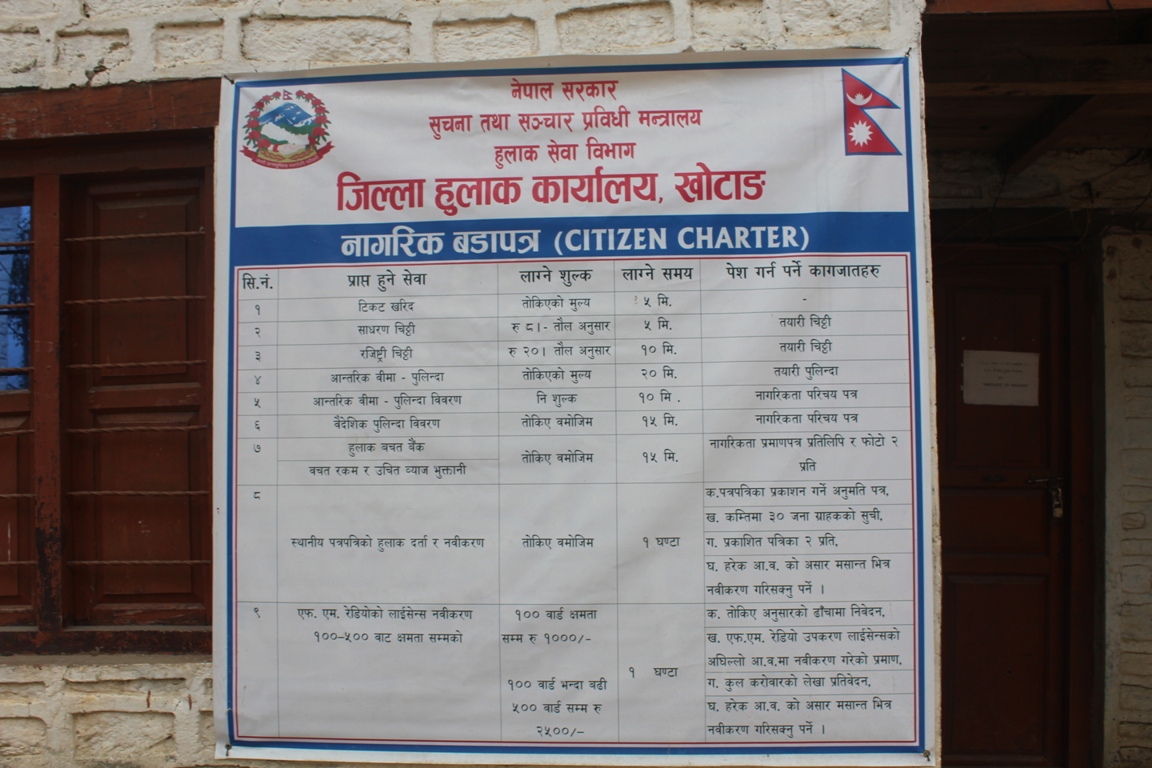 नेपाल सरकार
सुचना तथा सञ्चार प्रविधी मन्त्रालय
हुलाक सेवा विभाग
जिल्ला हुलाक कार्यालय, खोटाङ
नागरिक बडापत्र (CITIZEN CHARTER)
सि.नं. प्राप्त हुने सेवा लाग्ने शुल्क लाग्ने समय पेश गर्न पर्ने कागजातहरु
१ टिकट खरिद तोकिएको मुल्य ५ मि. -
२ साधरण चिट्ठी रु ८।- तौल अनुसार ५ मि. तयारी चिट्ठी
३ रजिष्ट्री चिट्ठी रु २०। तौल अनुसार १० मि. तयारी चिट्ठी
४ आन्तरिक बीमा - पुलिन्दा तोकिएको मुल्य २० मि. तयारी पुलिन्दा
५ आन्तरिक बीमा - पुलिन्दा विवरण नि शुल्क १० मि . नागरिकता परिचय पत्र
६ बैदेशिक पुलिन्दा विवरण तोकिए वमोजिम १५ मि. नागरिकता परिचय पत्र
७ हुलाक बचत बैंक
बचत रकम र उचित व्याज भुक्तानी तोकिए वमोजिम १५ मि. नागरिकता प्रमाणपत्र प्रतिलिपि र फोटो २
प्रति
८ स्थानीय पत्रपत्रिको हुलाक दर्ता र नवीकरण तोकिए वमोजिम १ घण्टा
क.पत्रपत्रिका प्रकाशन गर्ने अनुमति पत्र,
ख. कम्तिमा ३० जना ग्राहकको सुची,
ग. प्रकाशित पत्रिका २ प्रति,
घ. हरेक आ.व. को असार मसान्त भित्र
नवीकरण गरिसक्नु पर्ने ।
९ एफ. एम. रेडियोको लाईसेन्स नवीकरण
१००-५०० बाट क्षमता सम्मको
१०० वार्ड क्षमता
सम्म रु १०००/-
१०० वार्ड भन्दा बढी
५०० वार्ड सम्म रु
२५००/-
१ घण्टा
क. तोकिए अनुसारको ढाँचामा निवेदन,
ख. एफ.एम. रेडियो उपकरण लाईसेन्सको
अघिल्लो आ.व.मा नवीकरण गरेको प्रमाण,
ग. कुल करोवारको लेखा प्रतिवेदन,
घ. हरेक आ.व. को असार मसान्त भित्र
नवीकरण गरिसक्नु पर्ने ।